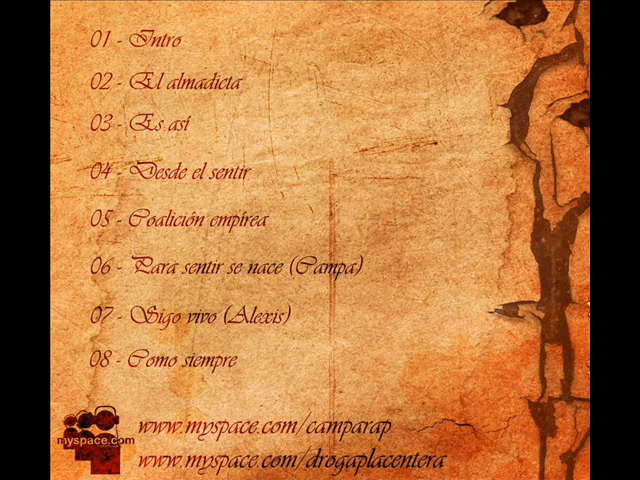 01 - Intro
02 - El almadicta
03 - Es así
04 - Desde el sentir
05 - Coalición empírea
06 - Para sentir se nace (Campa)
07 - Sigo vivo (Alexis)
08 - Como siempre
myspace.com
www.myspace.com/camparap
www.myspace.com/drogaplacentera